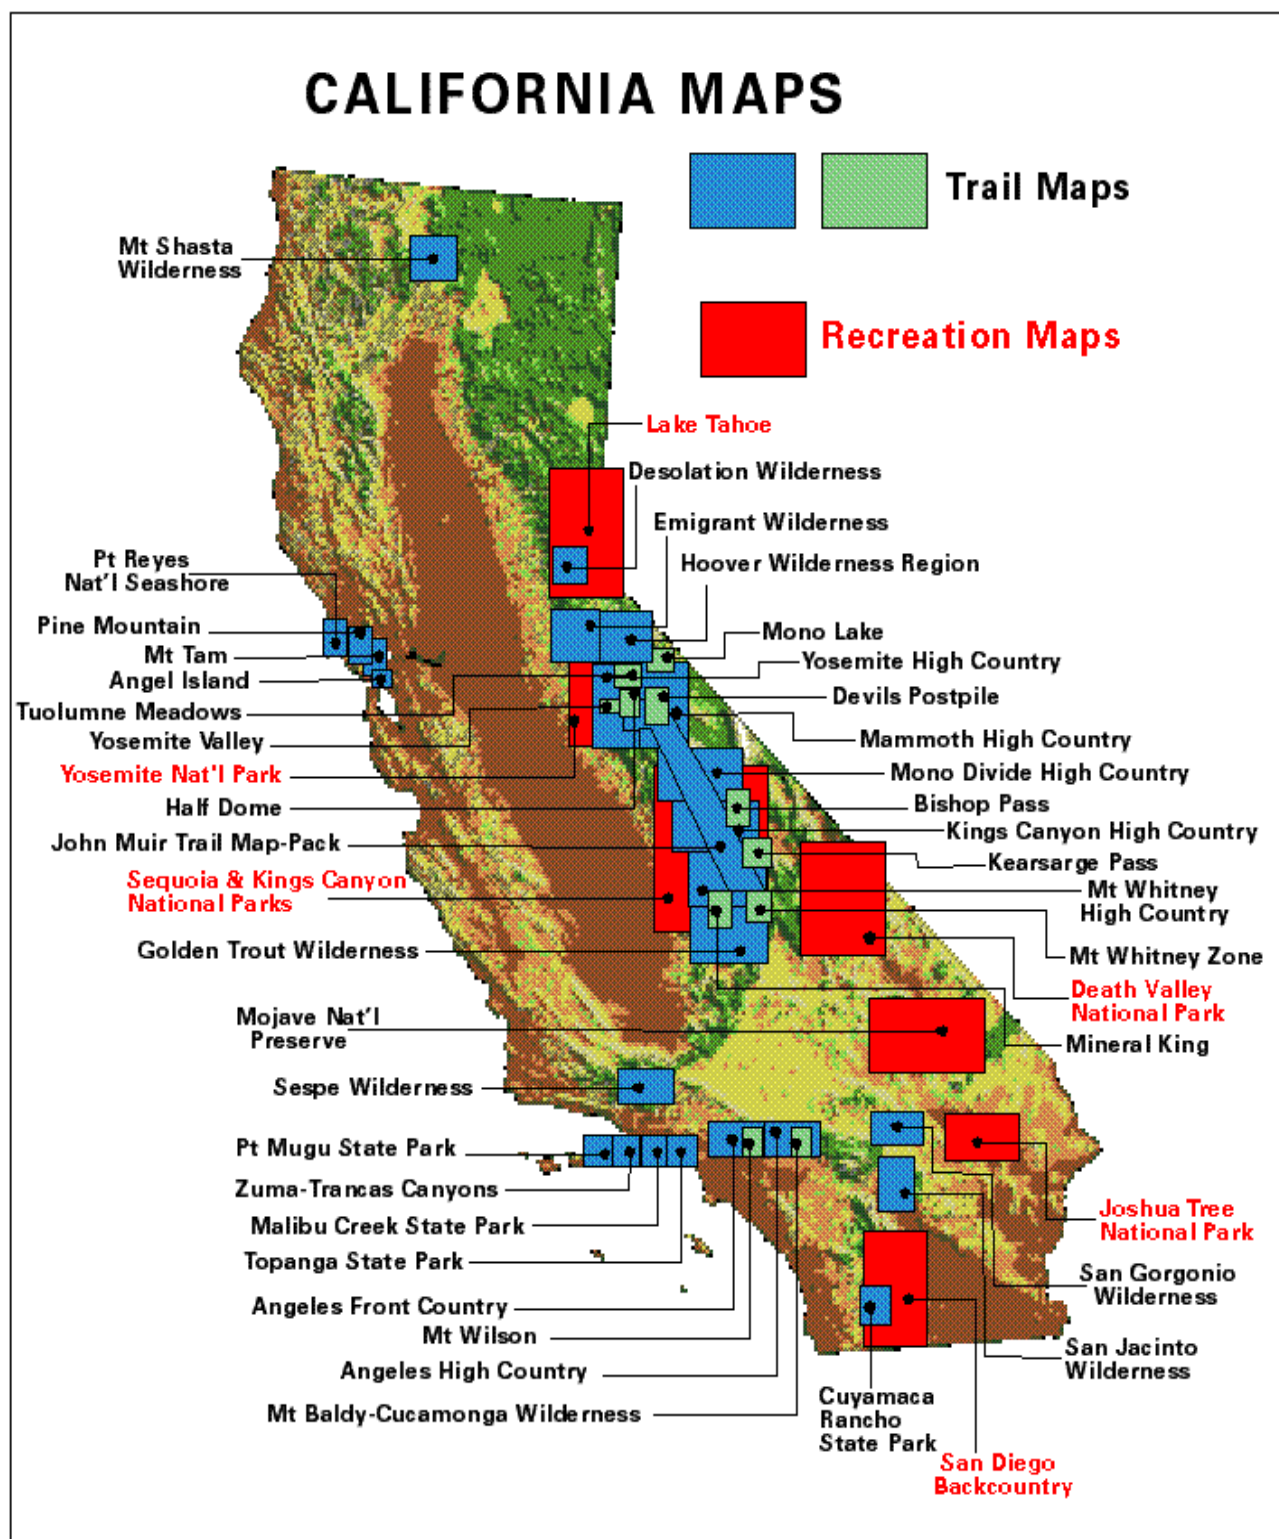 CALIFORNIA MAPS
Trail Maps
Recreation Maps
Mt Shasta
Wilderness
Lake Tahoe
Desolation Wilderness
Emigrant Wilderness
Hoover Wilderness Region
Pt Reyes
Nat'l Seashore
Pine Mountain
Mt Tam
Angel Island
Tuolumne Meadows
Yosemite Valley
Yosemite Nat'l Park
Half Dome
John Muir Trail Map-Pack
Sequoia & Kings Canyon
National Parks
Golden Trout Wilderness
Mono Lake
Yosemite High Country
Devils Postpile
Mammoth High Country
Mono Divide High Country
Bishop Pass
Kings Canyon High Country
Kearsarge Pass
Mt Whitney
High Country
Mt Whitney Zone
Death Valley
National Park
Mineral King
Mojave Nat'l
Preserve
Sespe Wilderness
Pt Mugu State Park
Zuma-Trancas Canyons
Malibu Creek State Park
Topanga State Park
Angeles Front Country
Mt Wilson
Angeles High Country
Mt Baldy-Cucamonga Wilderness
Joshua Tree
National Park
San Gorgonio
Wilderness
San Jacinto
Wilderness
Cuyamaca
Rancho
State Park
San Diego
Backcountry